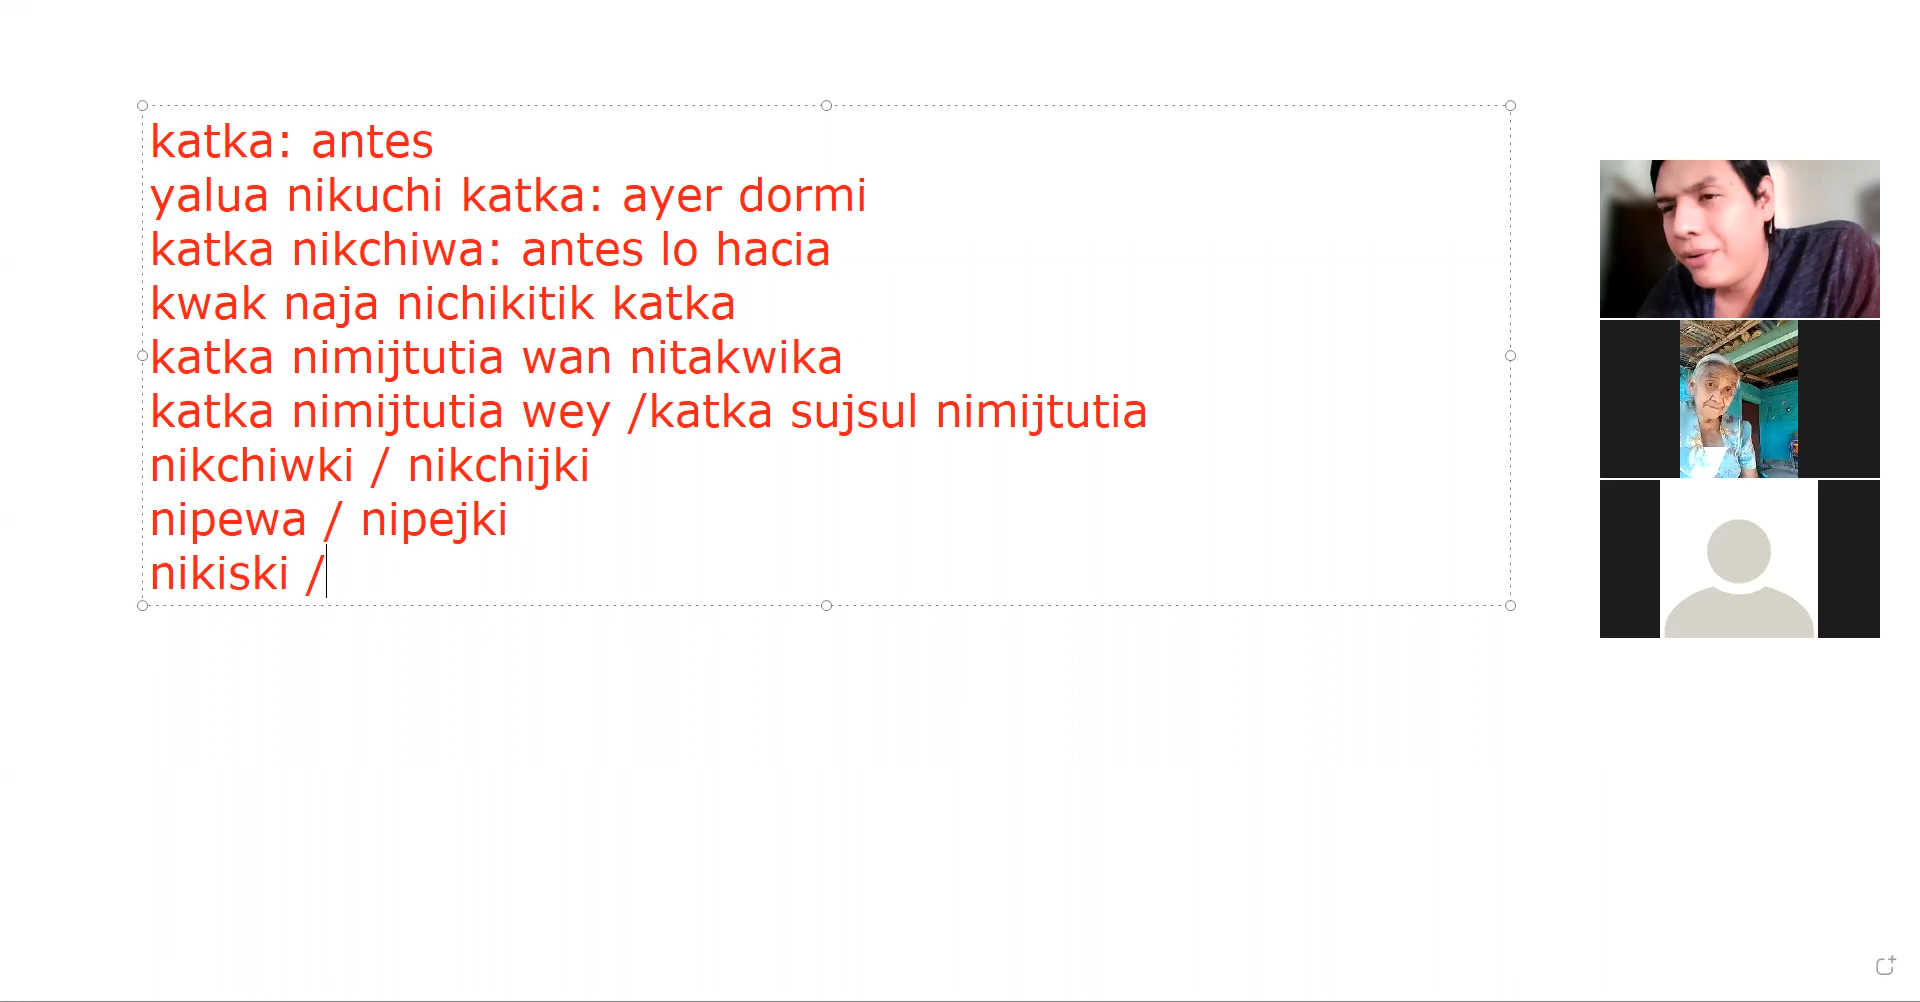 katka: antes
yalua nikuchi katka: ayer dormi
katka nikchiwa: antes lo hacia
kwak naja nichikitik katka
katka nimijtutia wan nitakwika
katka nimijtutia wey /katka sujsul nimijtutia
nikchiwki / nikchijki
nipewa / nipejki
nikiski /